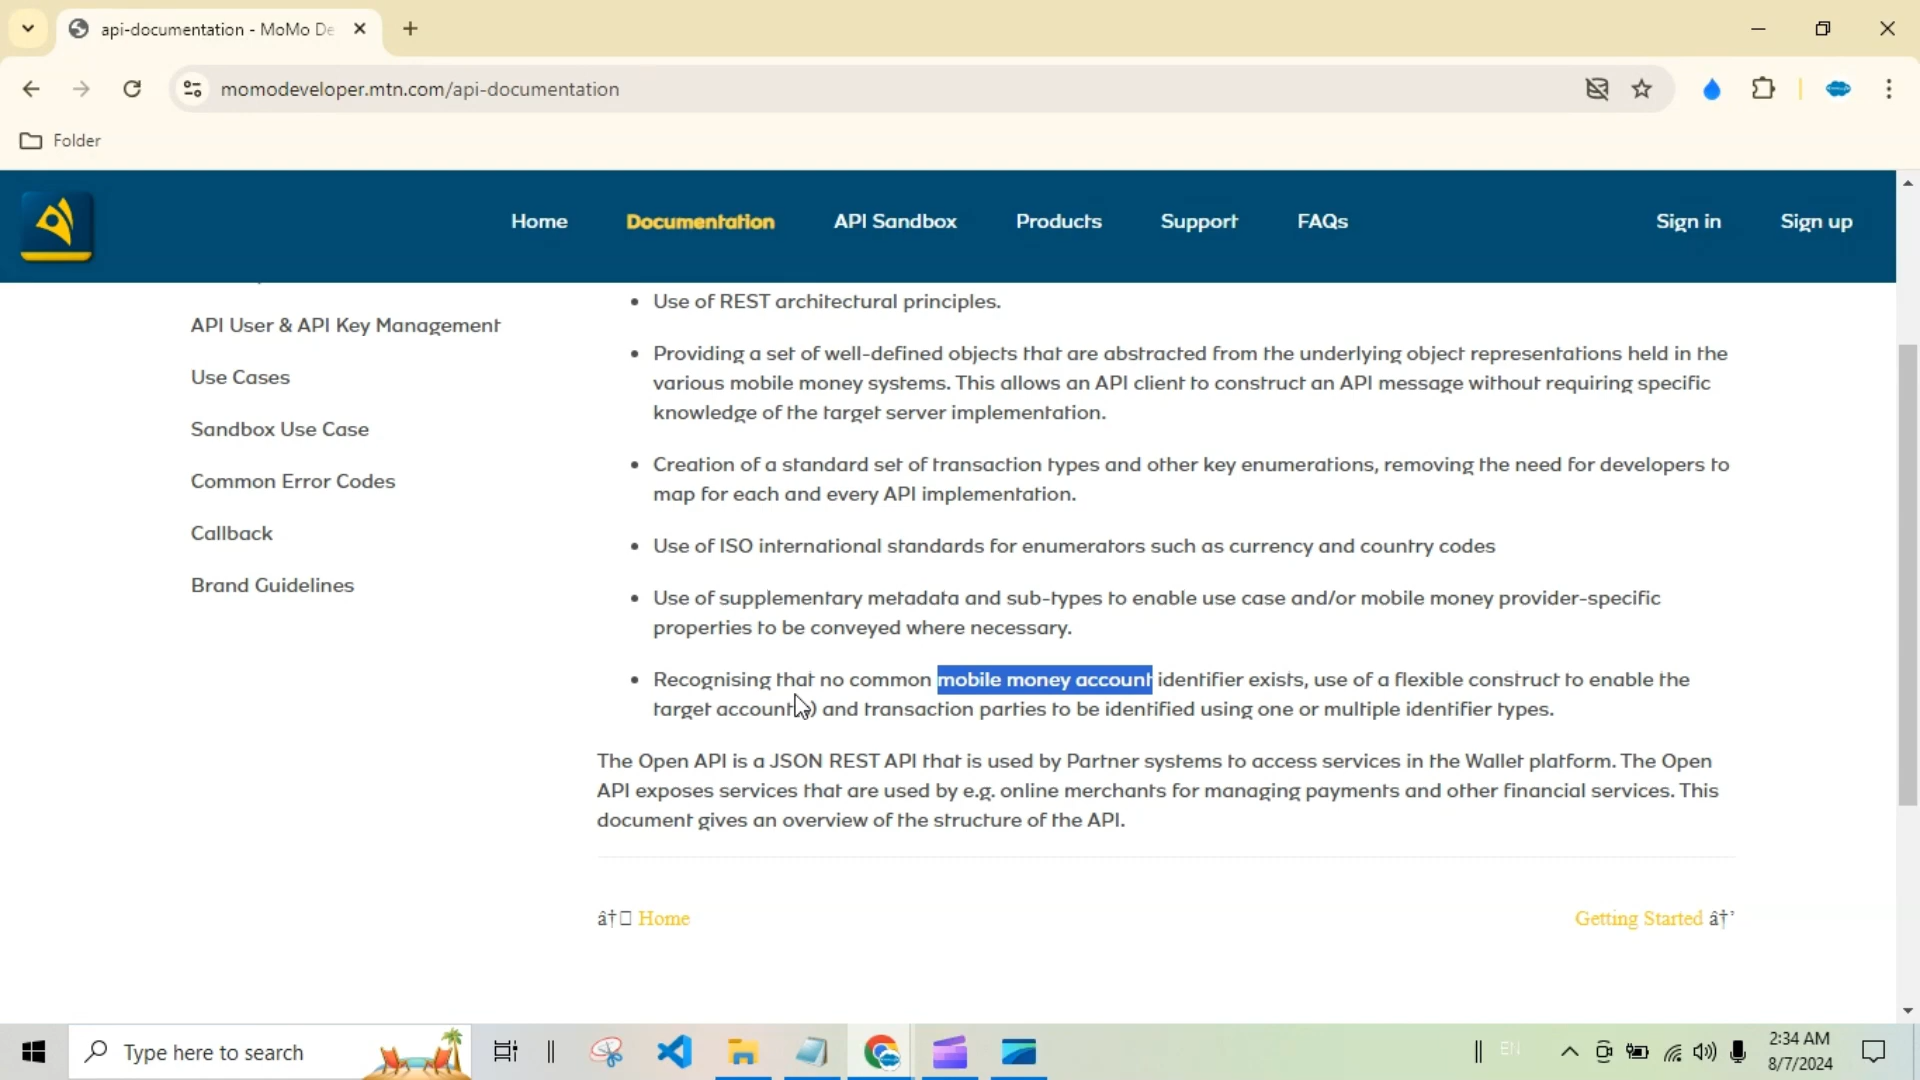 api-documentation - MoMo De
momodeveloper.mtn.com/api-documentation
Folder
Home
Documentation
API Sandbox
Products
Support
FAQs
Sign in
Sign up
API User & API Key Management
Use Cases
Sandbox Use Case
Common Error Codes
Callback
Brand Guidelines
• Use of REST architectural principles.
• Providing a set of well-defined objects that are abstracted from the underlying object representations held in the
various mobile money systems. This allows an API client to construct an API message without requiring specific
knowledge of the target server implementation.
• Creation of a standard set of transaction types and other key enumerations, removing the need for developers to
map for each and every API implementation.
• Use of ISO international standards for enumerators such as currency and country codes
• Use of supplementary metadata and sub-types to enable use case and/or mobile money provider-specific
properties to be conveyed where necessary.
• Recognising that no common mobile money account identifier exists, use of a flexible construct to enable the
target account ) and transaction parties to be identified using one or multiple identifier types.
The Open API is a JSON REST API that is used by Partner systems to access services in the Wallet platform. The Open
API exposes services that are used by e.g. online merchants for managing payments and other financial services. This
document gives an overview of the structure of the API.
â†□ Home
Getting Started â†’
Type here to search
EN
2:34 AM
8/7/2024